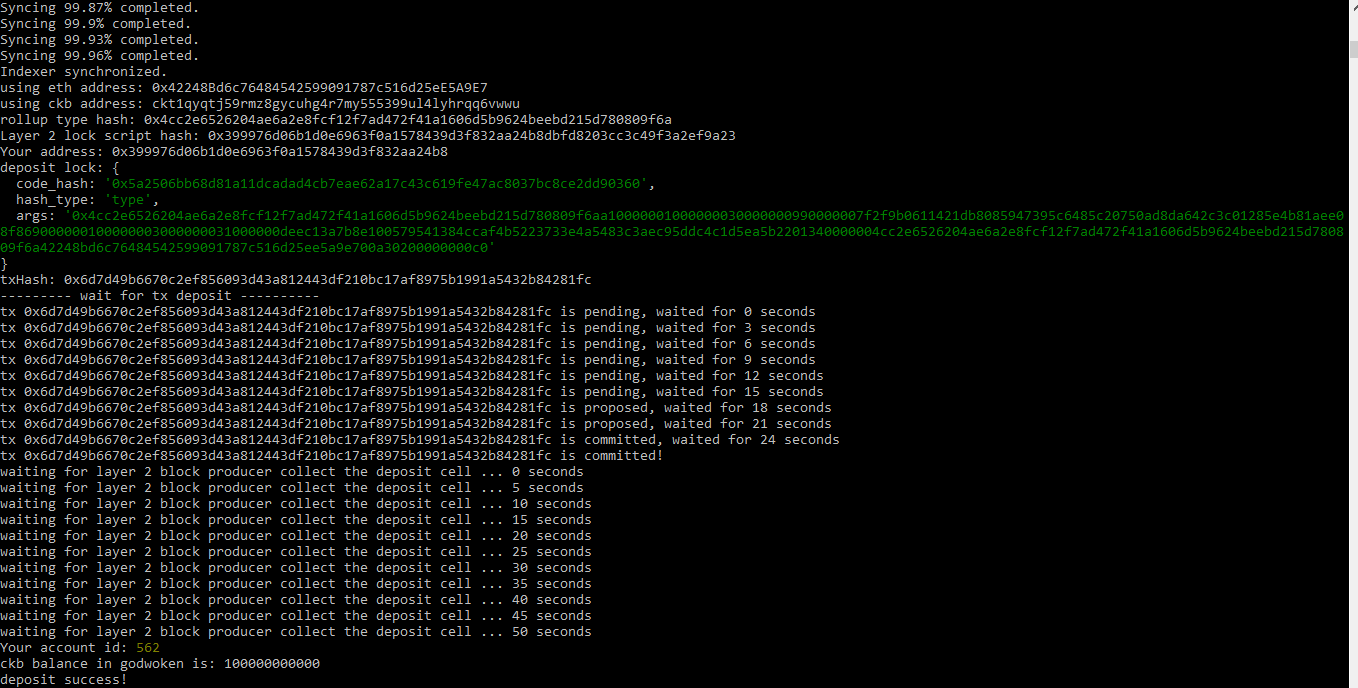 Syncing 99.87% completed.
Syncing 99.9% completed.
Syncing 99.93% completed.
Syncing 99.96% completed.
Indexer synchronized.
using eth address: 0x42248Bd6c76484542599091787c516d25eE5A9E7
using ckb address: ckt1qyqtj59rmz8gycuhg4r7my555399ul4lyhrqq6vwwu
rollup type hash: 0x4cc2e6526204ae6a2e8fcf12f7ad472f41a1606d5b9624beebd215d780809f6a
Layer 2 lock script hash: 0x399976d06b1d0e6963f0a1578439d3f832aa24b8dbfd8203cc3c49f3a2ef9a23
Your address: 0x399976d06b1d0e6963f0a1578439d3f832aa24b8
deposit lock: {
  code_hash: '0x5a2506bb68d81a11dcadad4cb7eae62a17c43c619fe47ac8037bc8ce2dd90360',
  hash_type: 'type',
  args: '0x4cc2e6526204ae6a2e8fcf12f7ad472f41a1606d5b9624beebd215d780809f6aa10000001000000030000000990000007f2f9b0611421db8085947395c6485c20750ad8da642c3c01285e4b81aee0
8f8690000001000000030000000310000000deec13a7b8e100579541384ccaf4b5223733e4a5483c3aec95ddc4c1d5ea5b2201340000004cc2e6526204ae6a2e8fcf12f7ad472f41a1606d5b9624beebd215d7808
09f6a42248bd6c76484542599091787c516d25ee5a9e700a30200000000c0'
}
txHash: 0x6d7d49b6670c2ef856093d43a812443df210bc17af8975b1991a5432b84281fc
--------- wait for tx deposit ----------
tx 0x6d7d49b6670c2ef856093d43a812443df210bc17af8975b1991a5432b84281fc is pending, waited for 0 seconds
tx 0x6d7d49b6670c2ef856093d43a812443df210bc17af8975b1991a5432b84281fc is pending, waited for 3 seconds
tx 0x6d7d49b6670c2ef856093d43a812443df210bc17af8975b1991a5432b84281fc is pending, waited for 6 seconds
tx 0x6d7d49b6670c2ef856093d43a812443df210bc17af8975b1991a5432b84281fc is pending, waited for 9 seconds
tx 0x6d7d49b6670c2ef856093d43a812443df210bc17af8975b1991a5432b84281fc is pending, waited for 12 seconds
tx 0x6d7d49b6670c2ef856093d43a812443df210bc17af8975b1991a5432b84281fc is pending, waited for 15 seconds
tx 0x6d7d49b6670c2ef856093d43a812443df210bc17af8975b1991a5432b84281fc is proposed, waited for 18 seconds
tx 0x6d7d49b6670c2ef856093d43a812443df210bc17af8975b1991a5432b84281fc is proposed, waited for 21 seconds
tx 0x6d7d49b6670c2ef856093d43a812443df210bc17af8975b1991a5432b84281fc is committed, waited for 24 seconds
tx 0x6d7d49b6670c2ef856093d43a812443df210bc17af8975b1991a5432b84281fc is committed!
waiting for layer 2 block producer collect the deposit cell ... 0 seconds
waiting for layer 2 block producer collect the deposit cell ... 5 seconds
waiting for layer 2 block producer collect the deposit cell ... 10 seconds
waiting for layer 2 block producer collect the deposit cell ... 15 seconds
waiting for layer 2 block producer collect the deposit cell ... 20 seconds
waiting for layer 2 block producer collect the deposit cell ... 25 seconds
waiting for layer 2 block producer collect the deposit cell ... 30 seconds
waiting for layer 2 block producer collect the deposit cell ... 35 seconds
waiting for layer 2 block producer collect the deposit cell ... 40 seconds
waiting for layer 2 block producer collect the deposit cell ... 45 seconds
waiting for layer 2 block producer collect the deposit cell ... 50 seconds
Your account id: 562
ckb balance in godwoken is: 100000000000
deposit success!